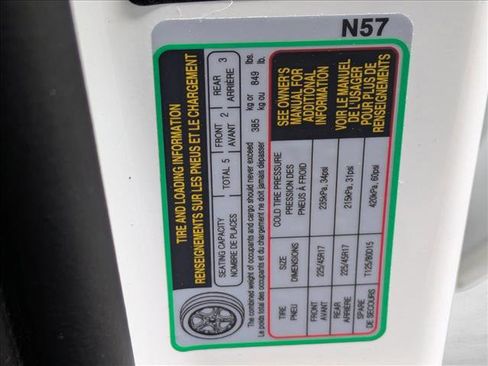 N57
TIRE AND LOADING INFORMATION
RENSEIGNEMENTS SUR LES PNEUS ET LE CHARGEMENT
SEATING CAPACITY
NOMBRE DE PLACES
TOTAL 5
FRONT
AVANT
2
REAR
ARRIÈRE
3
The combined weight of occupants and cargo should never exceed 385 kg or 849 lbs.
Le poids total des occupants et du chargement ne doit jamais dépasser 385 kg ou 849 lb.
TIRE
PNEU
SIZE
DIMENSIONS
COLD TIRE PRESSURE
PRESSION DES
PNEUS À FROID
FRONT
AVANT
225/45R17
235kPa, 34psi
REAR
ARRIÈRE
225/45R17
215kPa, 31psi
SPARE
DE SECOURS
T125/80D15
420kPa, 60psi
SEE OWNER'S
MANUAL FOR
ADDITIONAL
INFORMATION
VOIR LE MANUEL
DE L'USAGER
POUR PLUS DE
RENSEIGNEMENTS